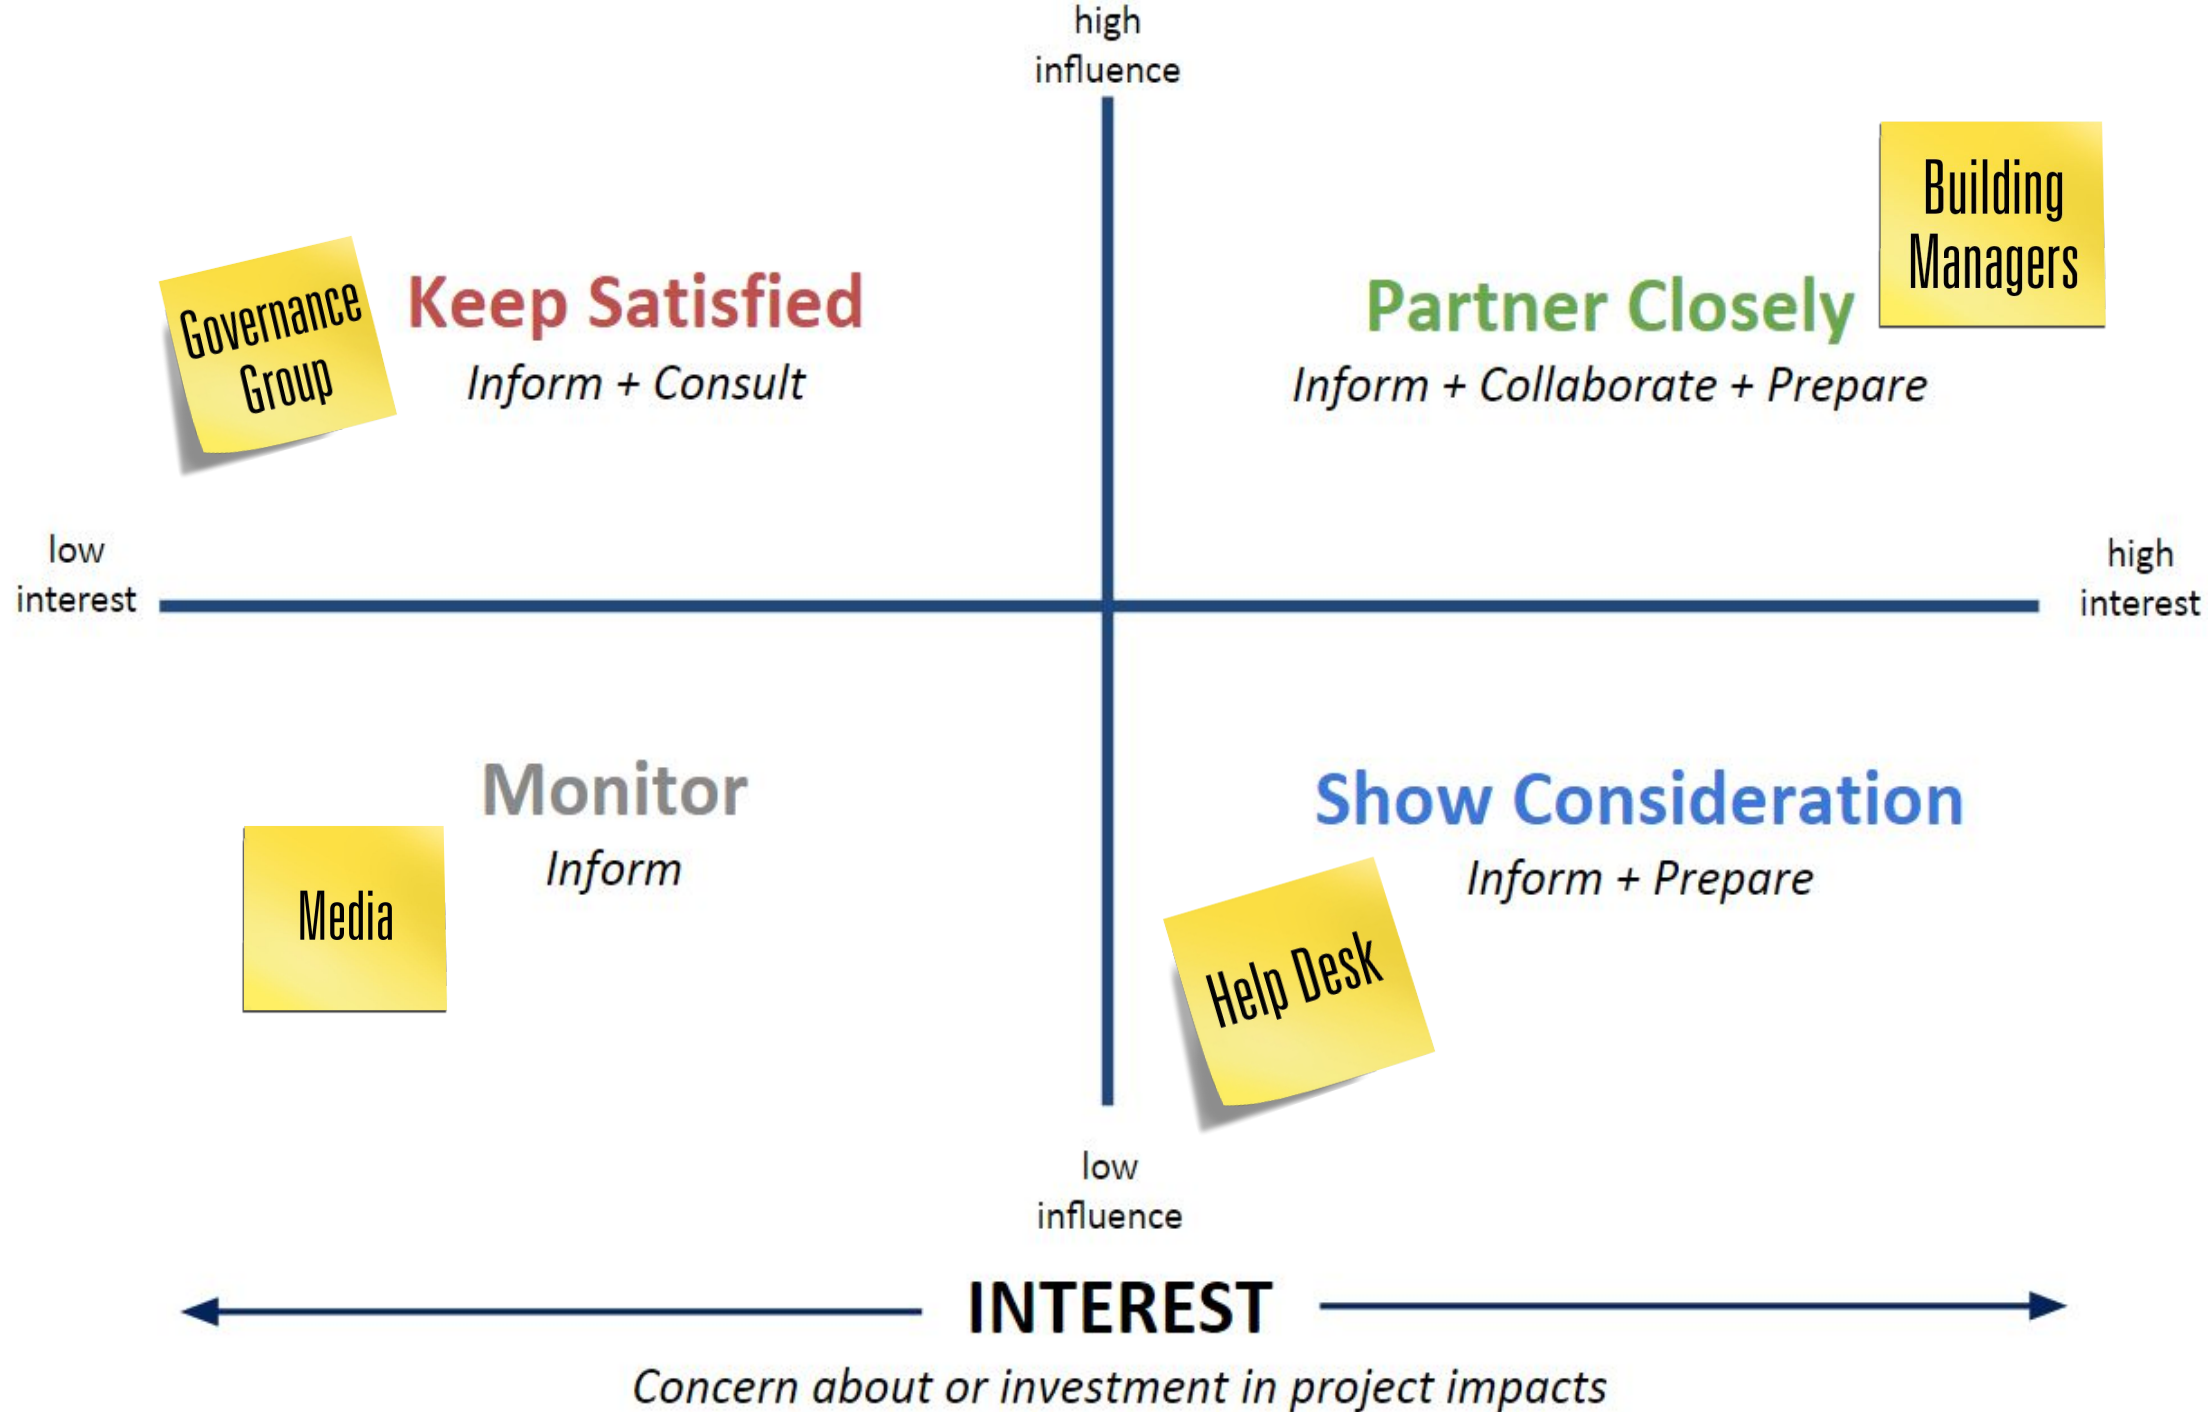 high
influence
Building
Managers
Governance
Group
Keep Satisfied
Inform + Consult
Partner Closely
Inform + Collaborate + Prepare
low
interest
high
interest
Monitor
Inform
Media
Show Consideration
Inform + Prepare
Help Desk
low
influence
INTEREST
Concern about or investment in project impacts